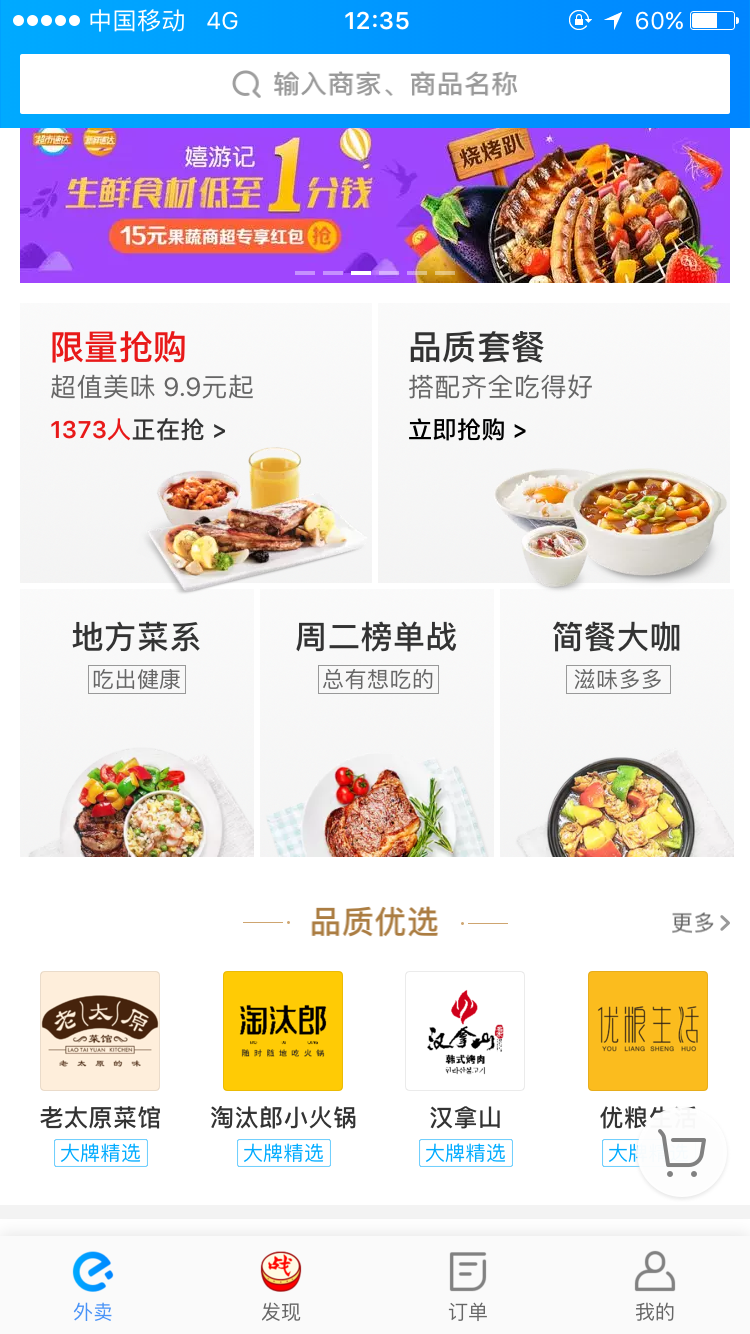 中国移动 4G 12:35 60%
输入商家、商品名称
超市速达
嬉游记
生鲜食材低至1分钱
15元果蔬商超专享红包 抢
烧烤趴
限量抢购
超值美味 9.9元起
1373人正在抢 >
品质套餐
搭配齐全吃得好
立即抢购 >
地方菜系
吃出健康
周二榜单战
总有想吃的
简餐大咖
滋味多多
品质优选
更多
老太原
菜馆
LAO TAI YUAN KITCHEN
老太原的味
淘汰郎
随时随地吃火锅
汉拿山
韩式烤肉
优粮生活
YOU LIANG SHENG HUO
老太原菜馆
淘汰郎小火锅
汉拿山
优粮生活
大牌精选
大牌精选
大牌精选
大牌
战
外卖
发现
订单
我的